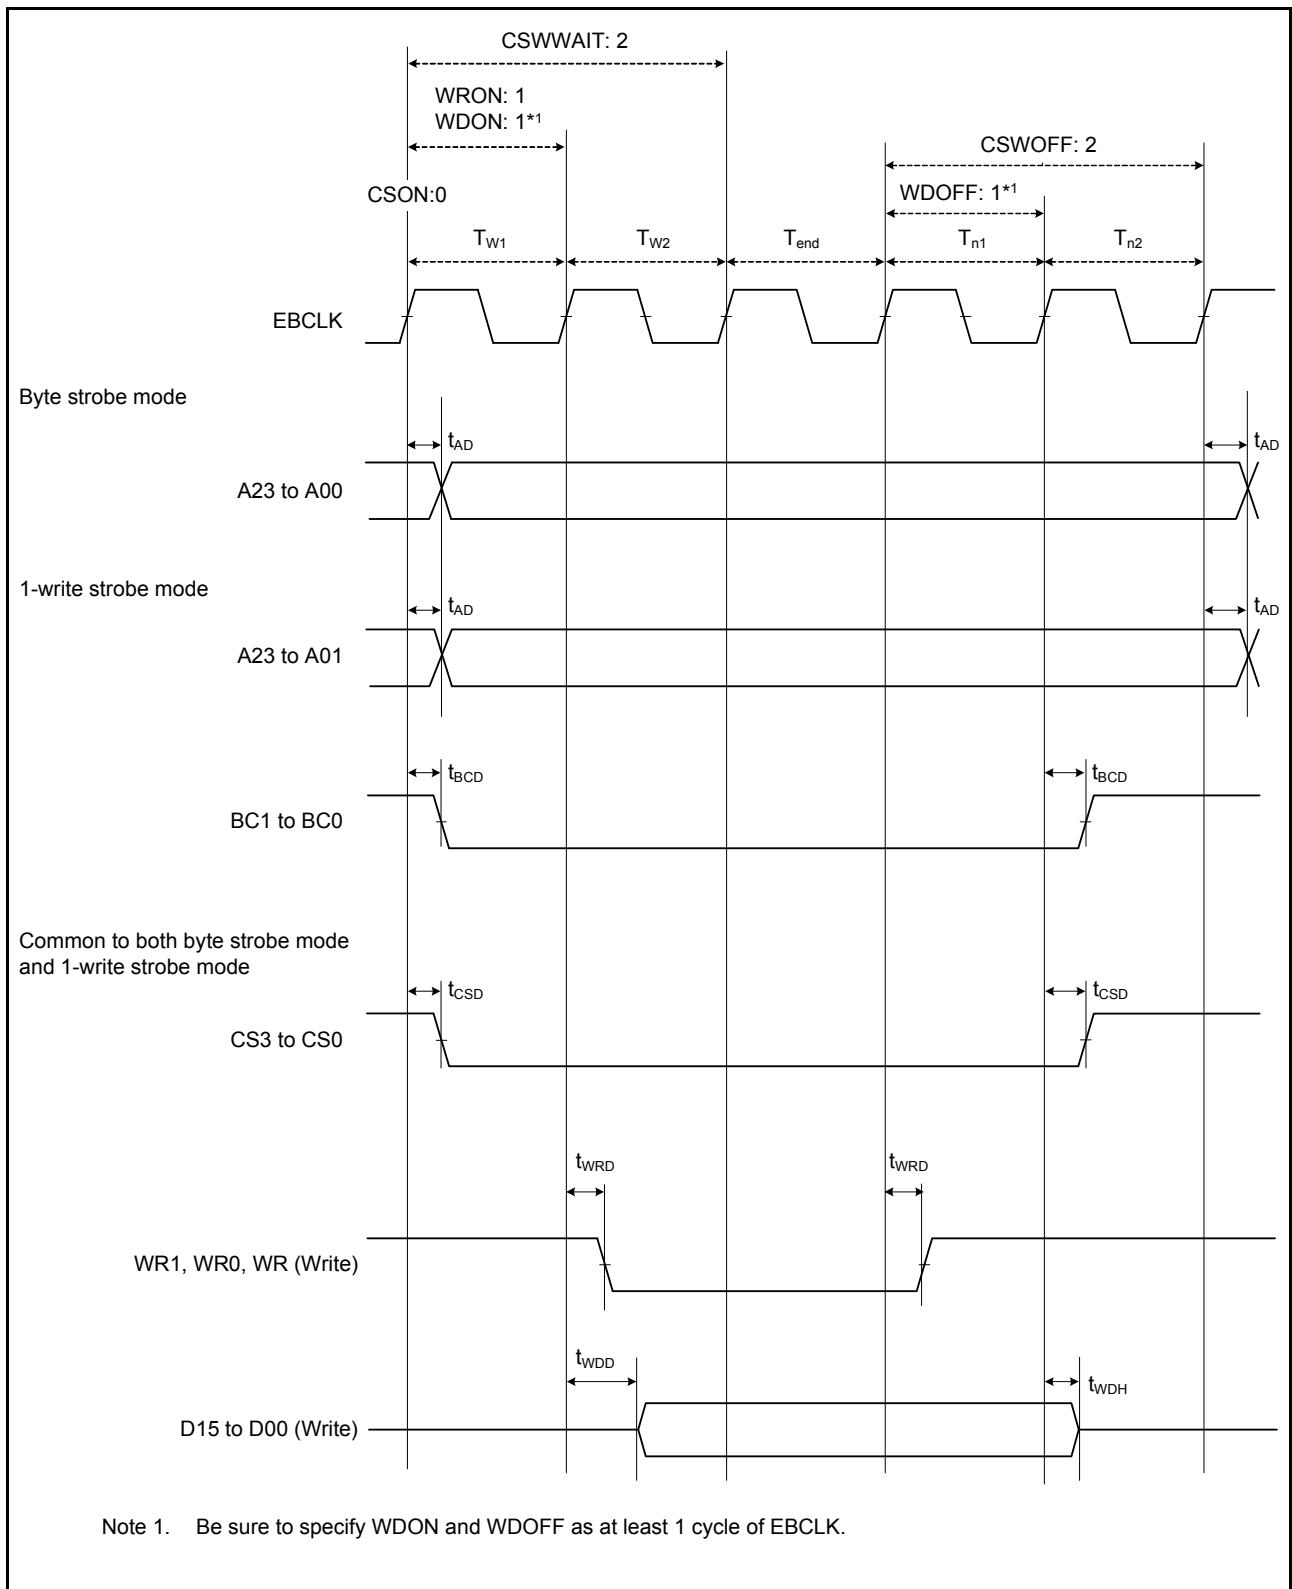 CSWWAIT: 2
WRON: 1
WDON: 1*1
CSWOFF: 2
CSON:0
WDOFF: 1*1
TW1 TW2 Tend Tn1 Tn2
EBCLK
Byte strobe mode
tAD tAD
A23 to A00
1-write strobe mode
tAD tAD
A23 to A01
tBCD tBCD
BC1 to BC0
Common to both byte strobe mode
and 1-write strobe mode
tCSD tCSD
CS3 to CS0
tWRD tWRD
WR1, WR0, WR (Write)
tWDD
tWDH
D15 to D00 (Write)
Note 1. Be sure to specify WDON and WDOFF as at least 1 cycle of EBCLK.